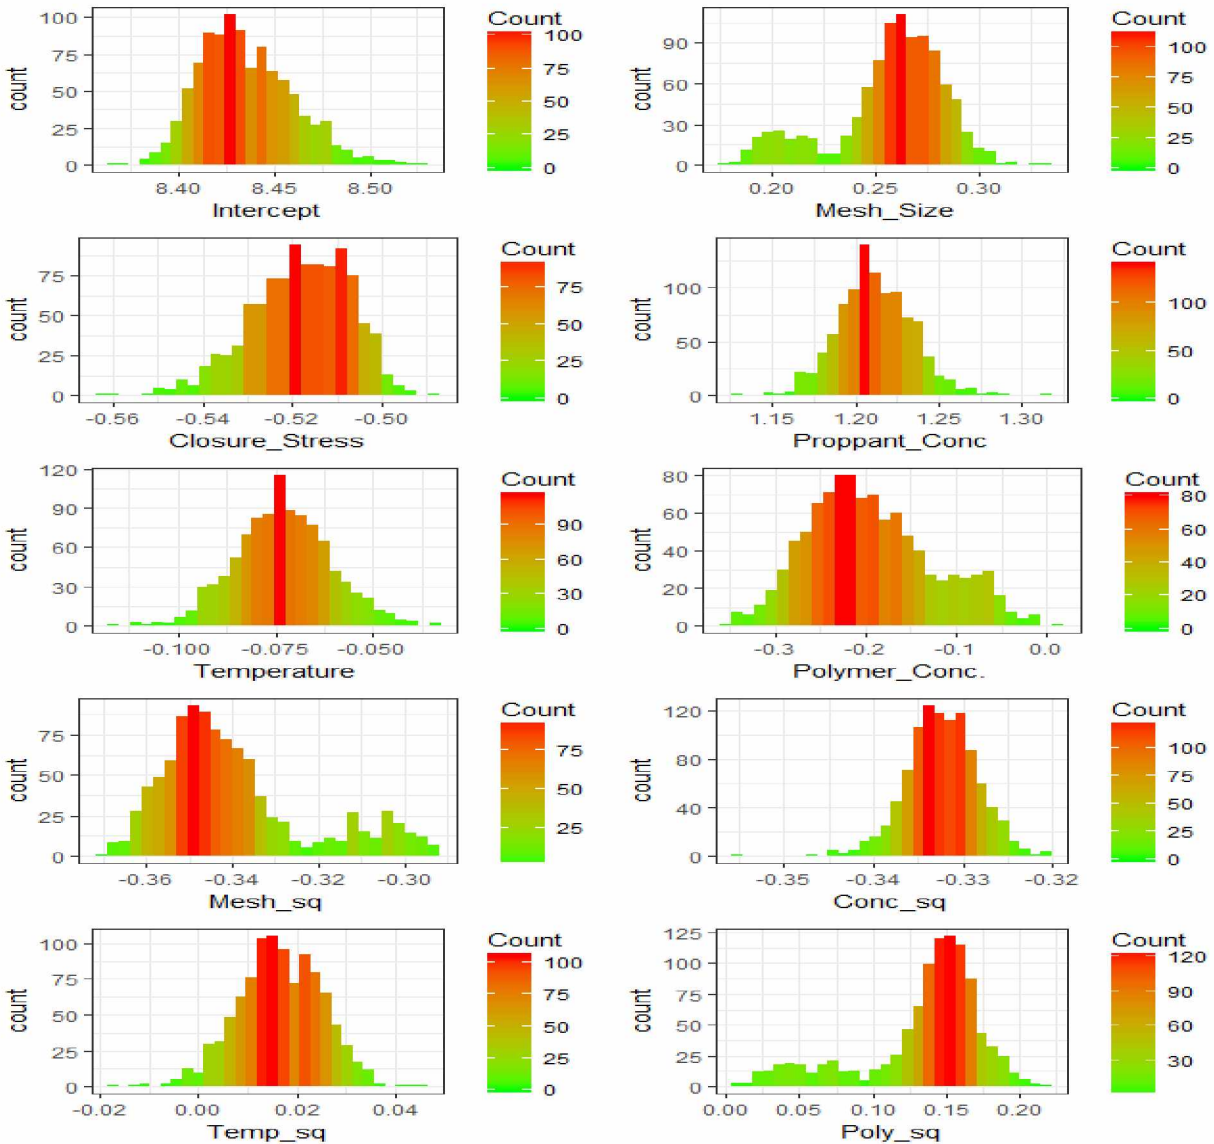 Count
100
75
50
25
0
count
100
75
50
25
0
8.40 8.45 8.50
Intercept
Count
100
75
50
25
0
count
90
60
30
0
0.20 0.25 0.30
Mesh_Size
Count
75
50
25
0
count
75
50
25
0
-0.56 -0.54 -0.52 -0.50
Closure_Stress
Count
100
50
0
count
100
50
0
1.15 1.20 1.25 1.30
Proppant_Conc
Count
90
60
30
0
count
120
90
60
30
0
-0.100 -0.075 -0.050
Temperature
Count
80
60
40
20
0
count
80
60
40
20
0
-0.3 -0.2 -0.1 0.0
Polymer_Conc.
Count
75
50
25
count
75
50
25
0
-0.36 -0.34 -0.32 -0.30
Mesh_sq
Count
100
75
50
25
0
count
120
80
40
0
-0.35 -0.34 -0.33 -0.32
Conc_sq
Count
100
75
50
25
0
count
100
75
50
25
0
-0.02 0.00 0.02 0.04
Temp_sq
Count
120
90
60
30
count
125
100
75
50
25
0
0.00 0.05 0.10 0.15 0.20
Poly_sq